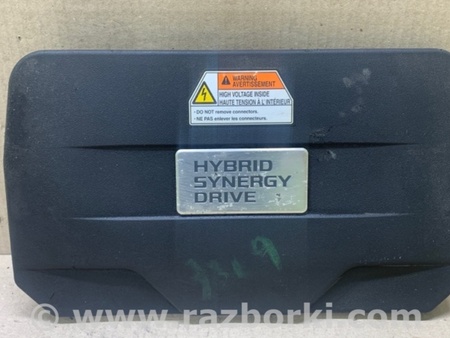 WARNING
AVERTISSEMENT
HIGH VOLTAGE INSIDE
HAUTE TENSION À L'INTÉRIEUR
• DO NOT remove connectors.
• NE PAS enlever les connecteurs.
HYBRID
SYNERGY
DRIVE
www.razborki.com